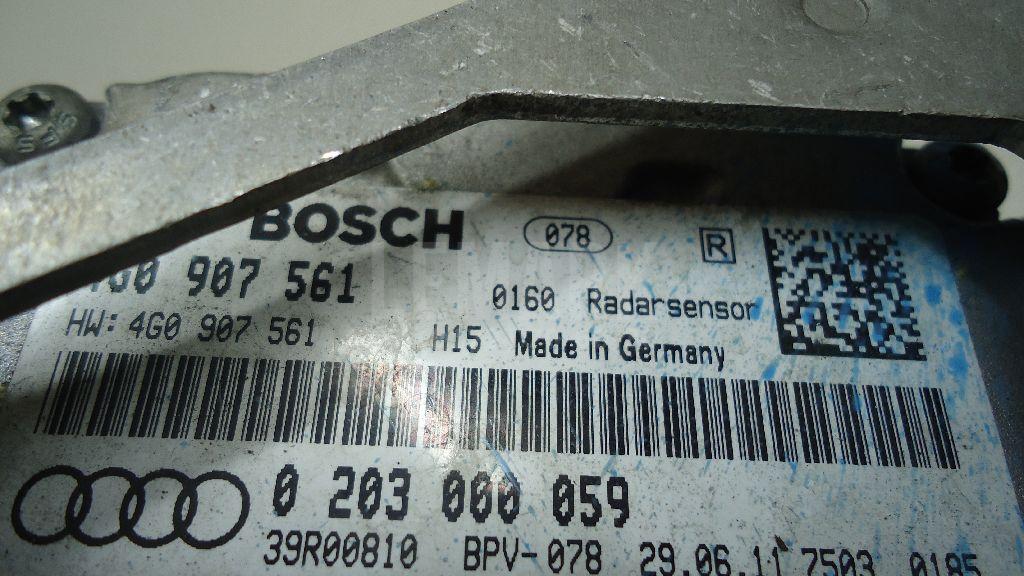 BOSCH 078 R
4G0 907 561
0160 Radarsensor
HW: 4G0 907 561 H15 Made in Germany
0 203 000 059
39R00810 BPV-078 29.06.11 7503 0185